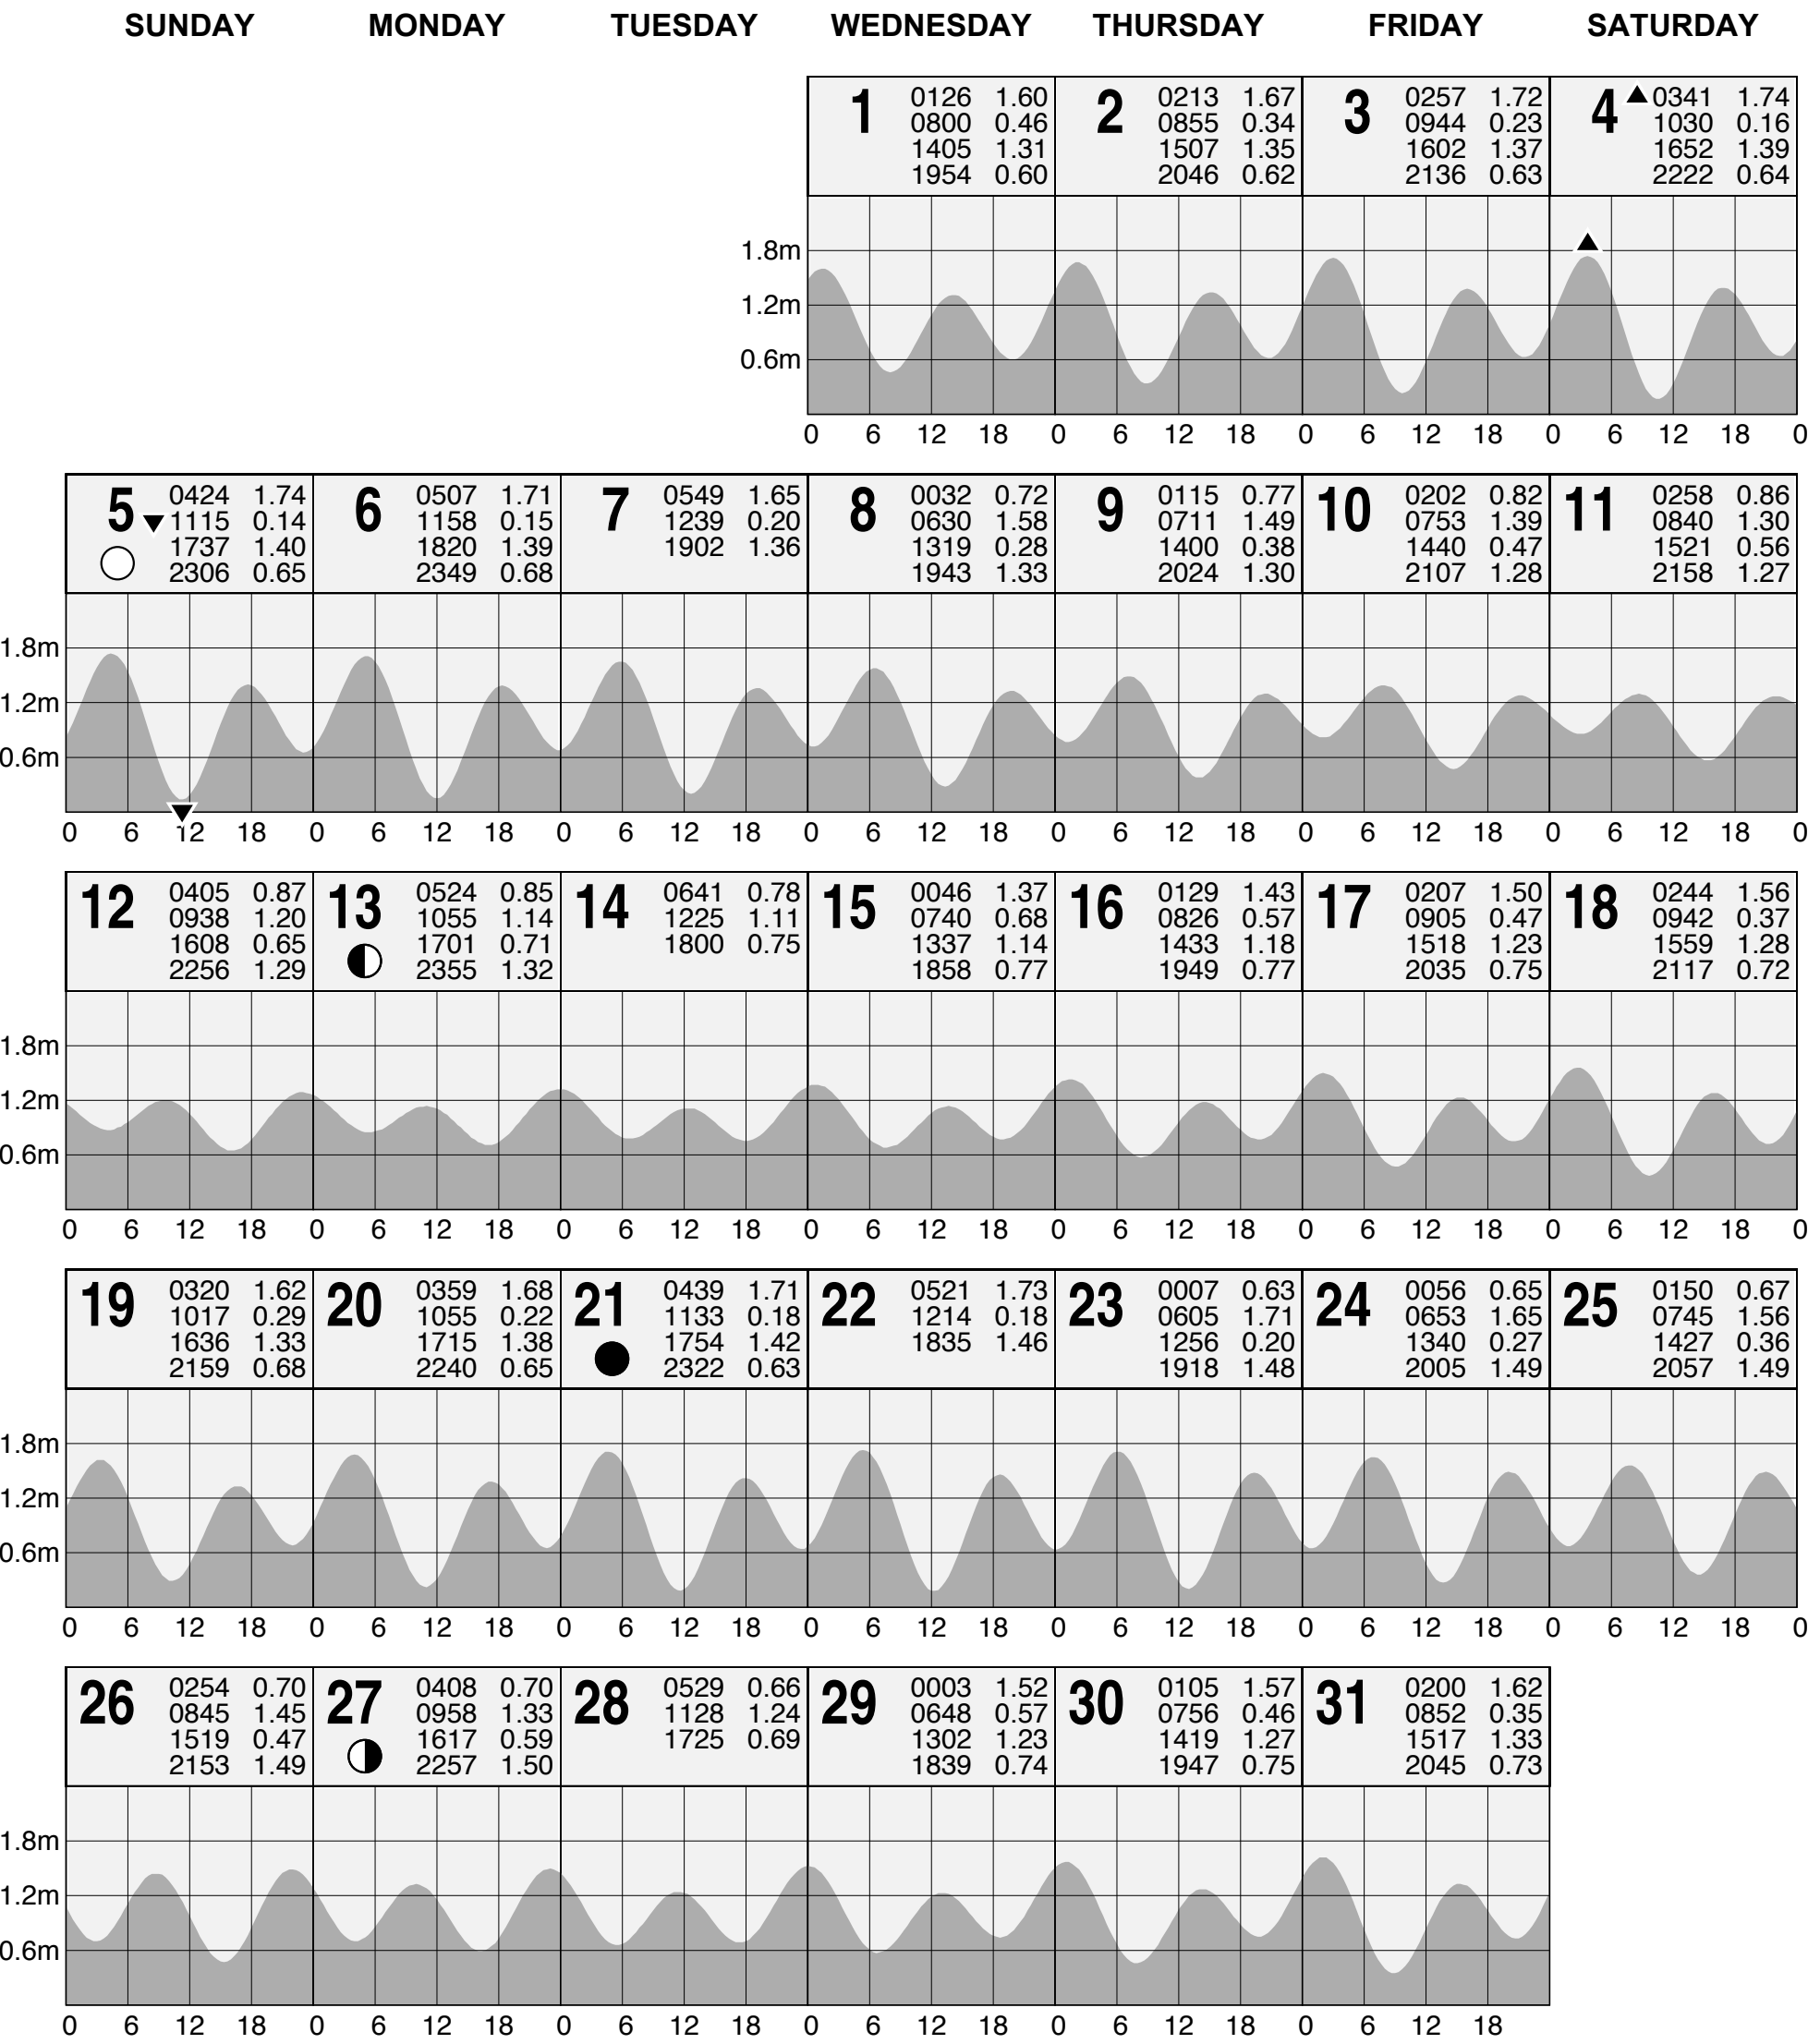 SUNDAY MONDAY TUESDAY WEDNESDAY THURSDAY FRIDAY SATURDAY
1 0126 1.60 2 0213 1.67 3 0257 1.72 4 0341 1.74
0800 0.46 0855 0.34 0944 0.23 1030 0.16
1405 1.31 1507 1.35 1602 1.37 1652 1.39
1954 0.60 2046 0.62 2136 0.63 2222 0.64
1.8m
1.2m
0.6m
0 6 12 18 0 6 12 18 0 6 12 18 0 6 12 18 0
5 0424 1.74 6 0507 1.71 7 0549 1.65 8 0032 0.72 9 0115 0.77 10 0202 0.82 11 0258 0.86
1115 0.14 1158 0.15 1239 0.20 0630 1.58 0711 1.49 0753 1.39 0840 1.30
1737 1.40 1820 1.39 1902 1.36 1319 0.28 1400 0.38 1440 0.47 1521 0.56
2306 0.65 2349 0.68 1943 1.33 2024 1.30 2107 1.28 2158 1.27
1.8m
1.2m
0.6m
0 6 12 18 0 6 12 18 0 6 12 18 0 6 12 18 0 6 12 18 0 6 12 18 0 6 12 18 0
12 0405 0.87 13 0524 0.85 14 0641 0.78 15 0046 1.37 16 0129 1.43 17 0207 1.50 18 0244 1.56
0938 1.20 1055 1.14 1225 1.11 0740 0.68 0826 0.57 0905 0.47 0942 0.37
1608 0.65 1701 0.71 1800 0.75 1337 1.14 1433 1.18 1518 1.23 1559 1.28
2256 1.29 2355 1.32 1858 0.77 1949 0.77 2035 0.75 2117 0.72
1.8m
1.2m
0.6m
0 6 12 18 0 6 12 18 0 6 12 18 0 6 12 18 0 6 12 18 0 6 12 18 0 6 12 18 0
19 0320 1.62 20 0359 1.68 21 0439 1.71 22 0521 1.73 23 0007 0.63 24 0056 0.65 25 0150 0.67
1017 0.29 1055 0.22 1133 0.18 1214 0.18 0605 1.71 0653 1.65 0745 1.56
1636 1.33 1715 1.38 1754 1.42 1835 1.46 1256 0.20 1340 0.27 1427 0.36
2159 0.68 2240 0.65 2322 0.63 1918 1.48 2005 1.49 2057 1.49
1.8m
1.2m
0.6m
0 6 12 18 0 6 12 18 0 6 12 18 0 6 12 18 0 6 12 18 0 6 12 18 0 6 12 18 0
26 0254 0.70 27 0408 0.70 28 0529 0.66 29 0003 1.52 30 0105 1.57 31 0200 1.62
0845 1.45 0958 1.33 1128 1.24 0648 0.57 0756 0.46 0852 0.35
1519 0.47 1617 0.59 1725 0.69 1302 1.23 1419 1.27 1517 1.33
2153 1.49 2257 1.50 1839 0.74 1947 0.75 2045 0.73
1.8m
1.2m
0.6m
0 6 12 18 0 6 12 18 0 6 12 18 0 6 12 18 0 6 12 18 0 6 12 18